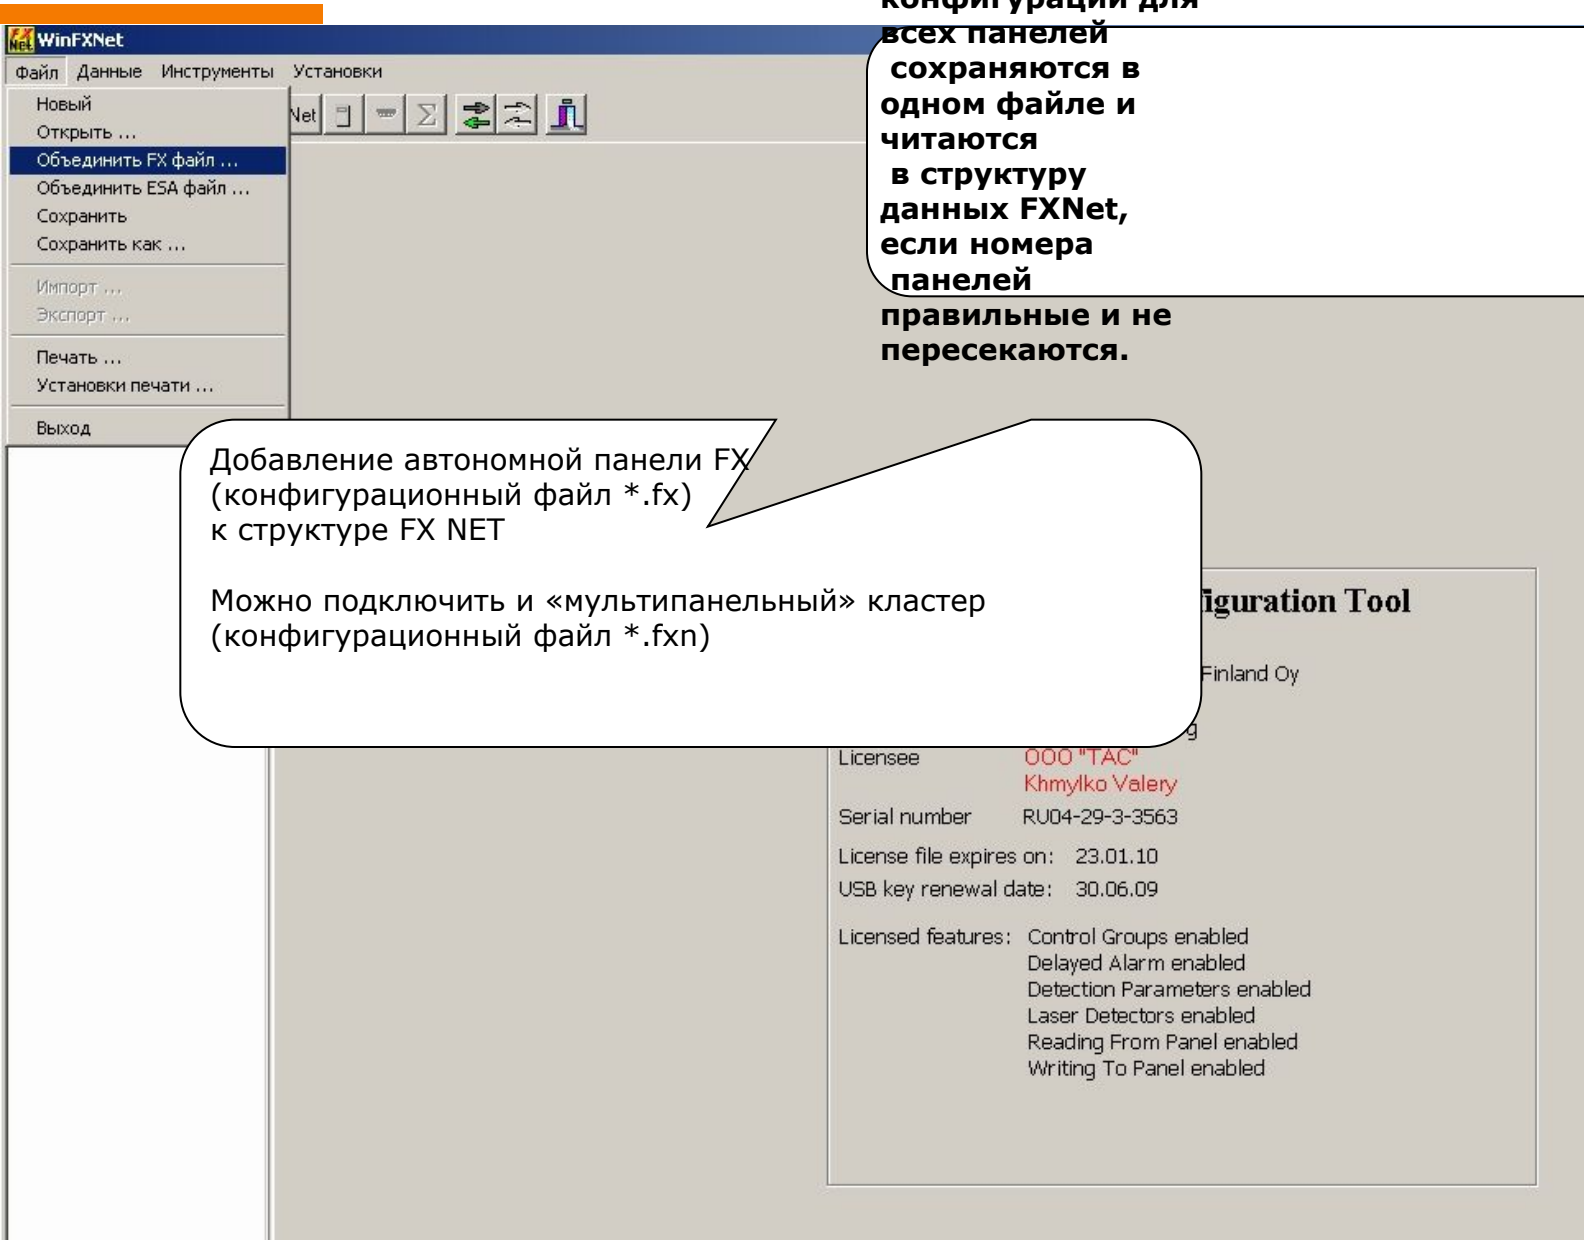 конфигурации для
всех панелей
сохраняются в
одном файле и
читаются
в структуру
данных FXNet,
если номера
панелей
правильные и не
пересекаются.
WinFXNet
Файл Данные Инструменты Установки
Новый
Открыть ...
Объединить FX файл ...
Объединить ESA файл ...
Сохранить
Сохранить как ...
Импорт ...
Экспорт ...
Печать ...
Установки печати ...
Выход
Net
Добавление автономной панели FX
(конфигурационный файл *.fx)
к структуре FX NET
Можно подключить и «мультипанельный» кластер
(конфигурационный файл *.fxn)
iguration Tool
Finland Oy
g
Licensee ООО "ТАС"
Khmylko Valery
Serial number RU04-29-3-3563
License file expires on: 23.01.10
USB key renewal date: 30.06.09
Licensed features: Control Groups enabled
Delayed Alarm enabled
Detection Parameters enabled
Laser Detectors enabled
Reading From Panel enabled
Writing To Panel enabled